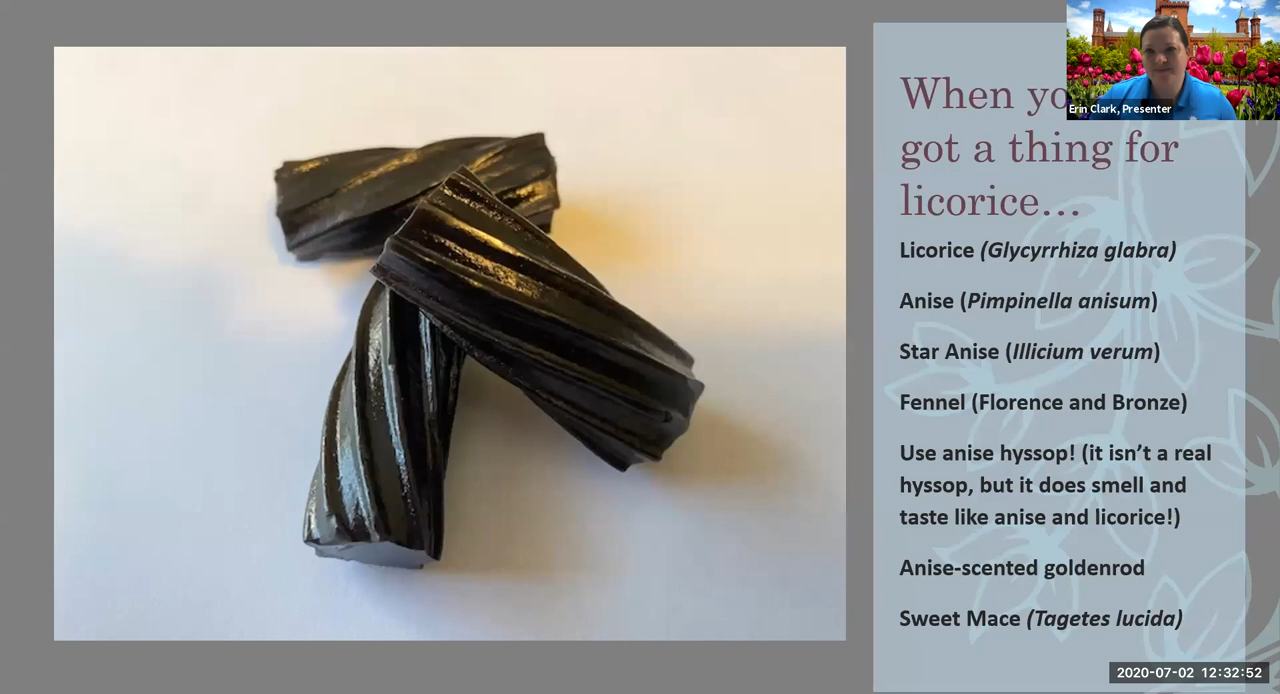 When yo
got a thing for
licorice…
Licorice (Glycyrrhiza glabra)
Anise (Pimpinella anisum)
Star Anise (Illicium verum)
Fennel (Florence and Bronze)
Use anise hyssop! (it isn’t a real
hyssop, but it does smell and
taste like anise and licorice!)
Anise-scented goldenrod
Sweet Mace (Tagetes lucida)
Erin Clark, Presenter
2020-07-02 12:32:52